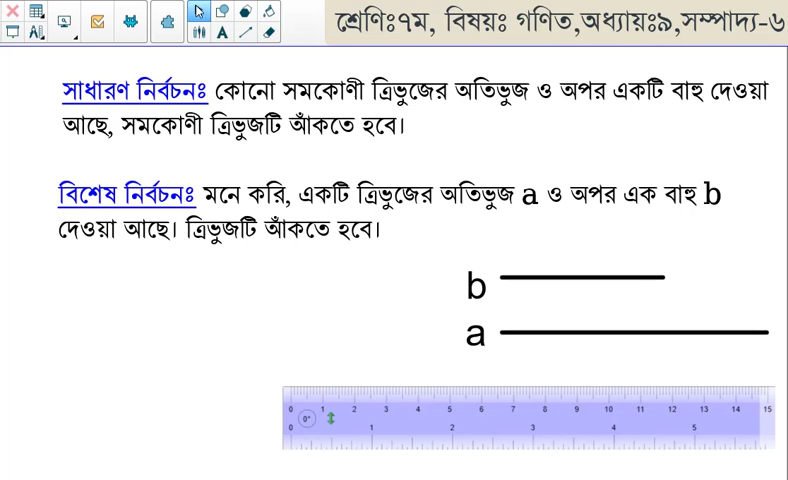 শ্রেণিঃ৭ম, বিষয়ঃ গণিত,অধ্যায়ঃ৯,সম্পাদ্য-৬
সাধারণ নির্বচনঃ কোনো সমকোণী ত্রিভুজের অতিভুজ ও অপর একটি বাহু দেওয়া
আছে, সমকোণী ত্রিভুজটি আঁকতে হবে।
বিশেষ নির্বচনঃ মনে করি, একটি ত্রিভুজের অতিভুজ a ও অপর এক বাহু b
দেওয়া আছে। ত্রিভুজটি আঁকতে হবে।
b
a
0 1 2 3 4 5 6 7 8 9 10 11 12 13 14 15
0°
0 1 2 3 4 5